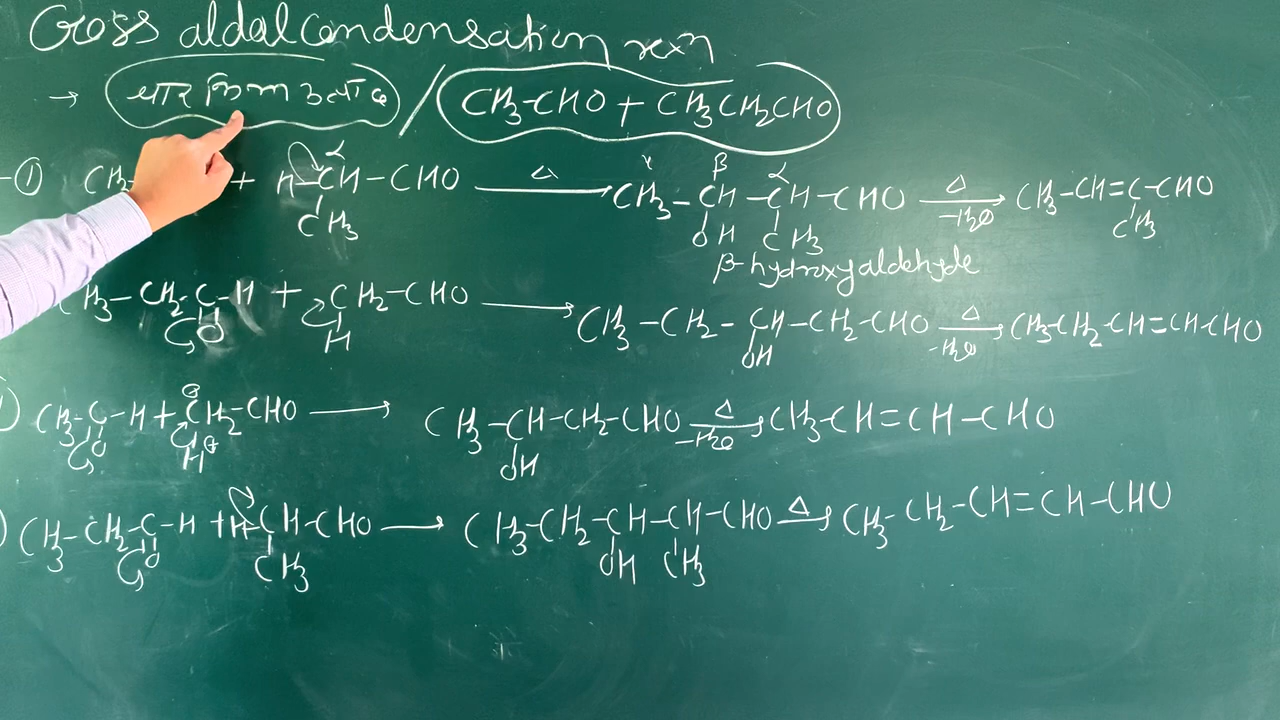 Cross aldal Condensation rexn
→ चार भिन्न उत्पाद / CH3-CHO + CH3CH2CHO
① CH3- + H-CH-CHO Δ→ CH3-CH-CH-CHO Δ→ CH3-CH=C-CHO
α γ β α -H2O
CH3 OH CH3 CH3
β-hydroxyaldehyde
CH3-CH2-C-H + CH2-CHO → CH3-CH2-CH-CH2-CHO Δ→ CH3-CH2-CH=CH-CHO
O H OH -H2O
CH3-C-H + CH2-CHO → CH3-CH-CH2-CHO Δ→ CH3-CH=CH-CHO
O ⊖ H⊕ OH -H2O
CH3-CH2-C-H + H-CH-CHO → CH3-CH2-CH-CH-CHO Δ→ CH3-CH2-CH=CH-CHO
O CH3 OH CH3